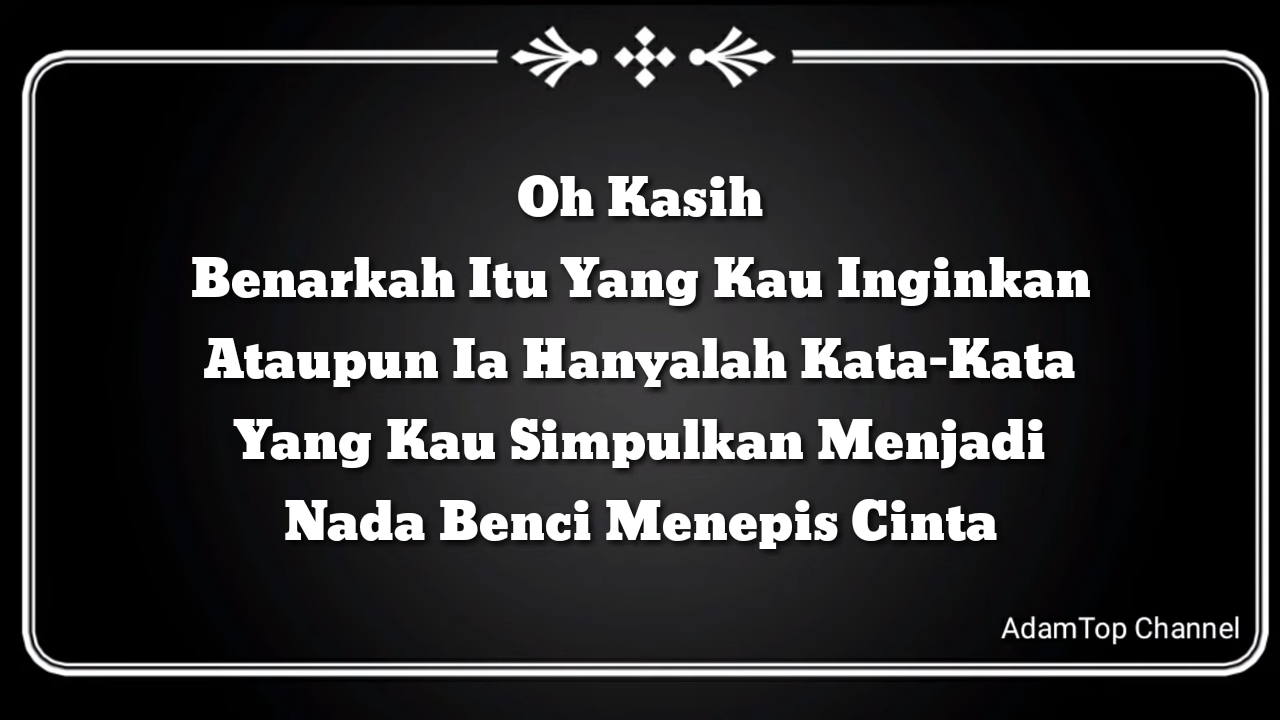 Oh Kasih
Benarkah Itu Yang Kau Inginkan
Ataupun Ia Hanyalah Kata-Kata
Yang Kau Simpulkan Menjadi
Nada Benci Menepis Cinta
AdamTop Channel